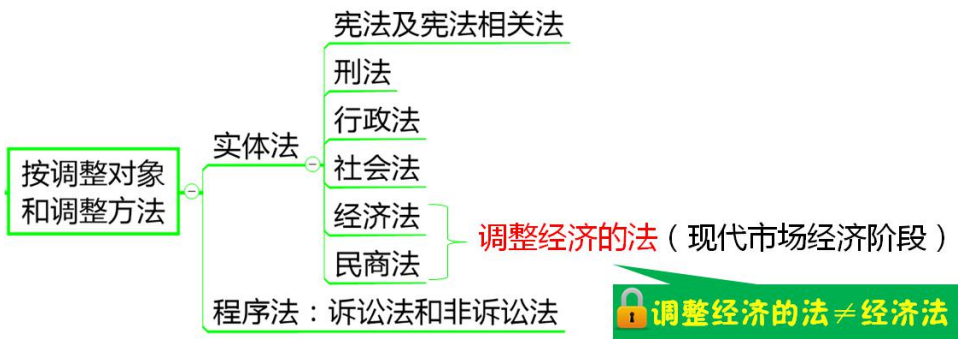 宪法及宪法相关法
刑法
行政法
实体法
社会法
按调整对象
和调整方法
经济法
调整经济的法（现代市场经济阶段）
民商法
程序法：诉讼法和非诉讼法
调整经济的法≠经济法